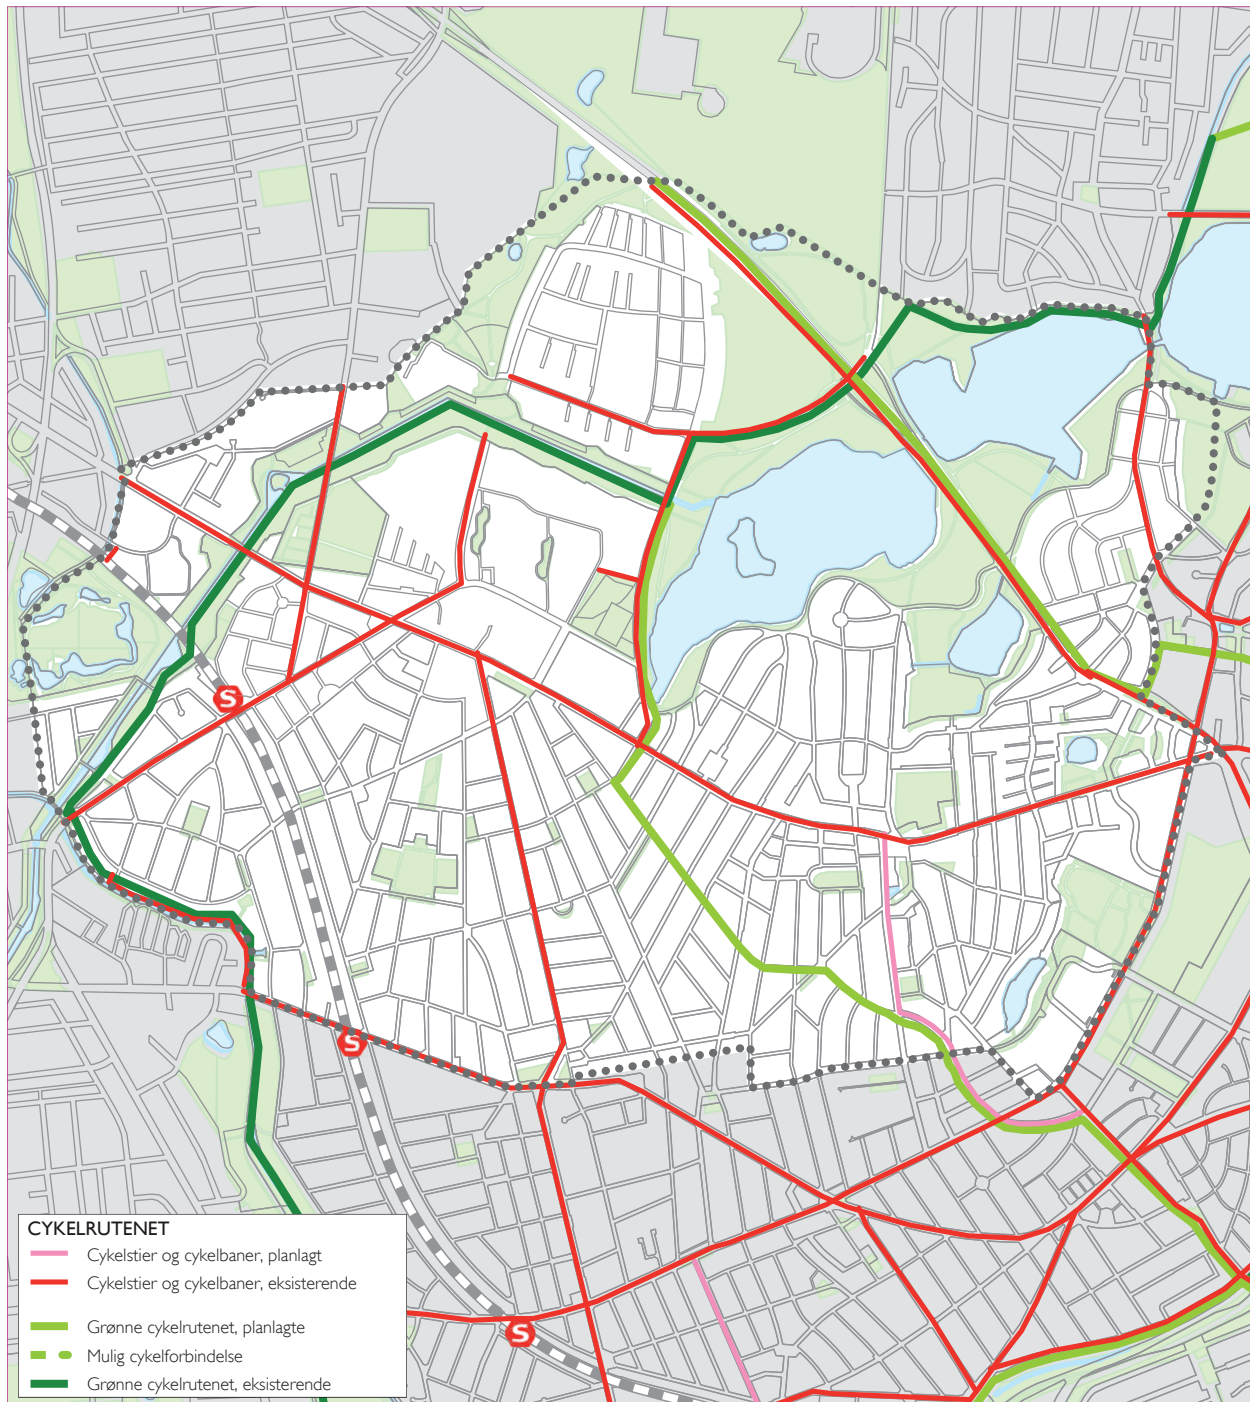 S
S
S
CYKELRUTENET
Cykelstier og cykelbaner, planlagt
Cykelstier og cykelbaner, eksisterende
Grønne cykelrutenet, planlagte
Mulig cykelforbindelse
Grønne cykelrutenet, eksisterende